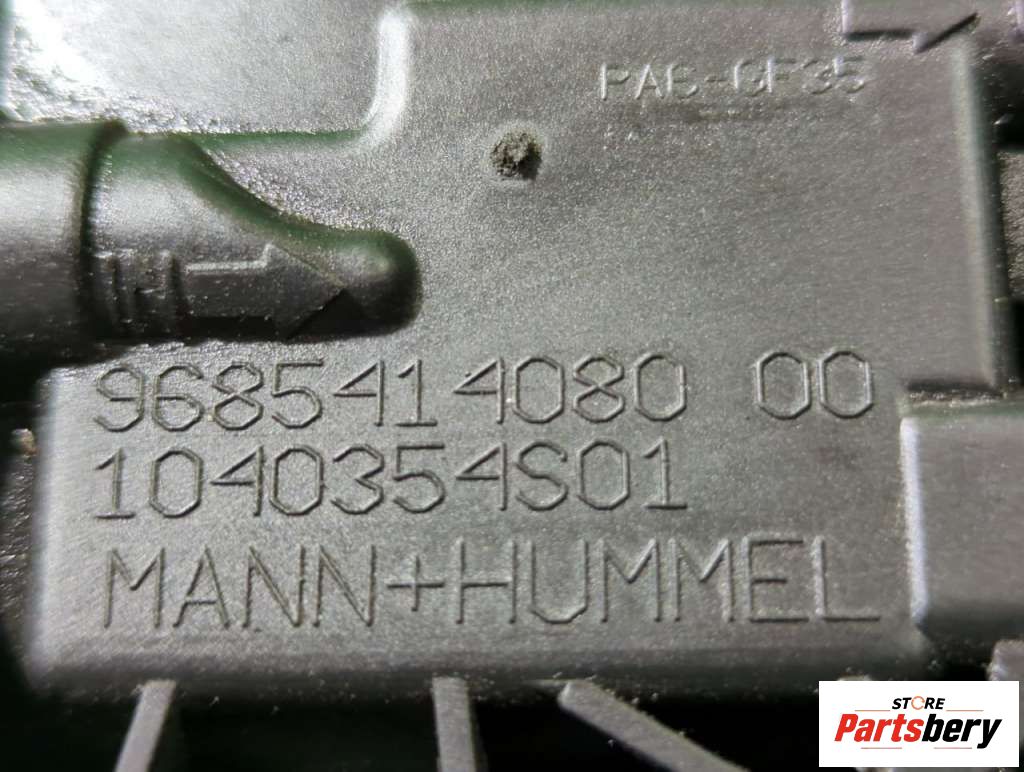 PA6-GF35
9685414080 00
1040354S01
MANN+HUMMEL
STORE
Partsbery